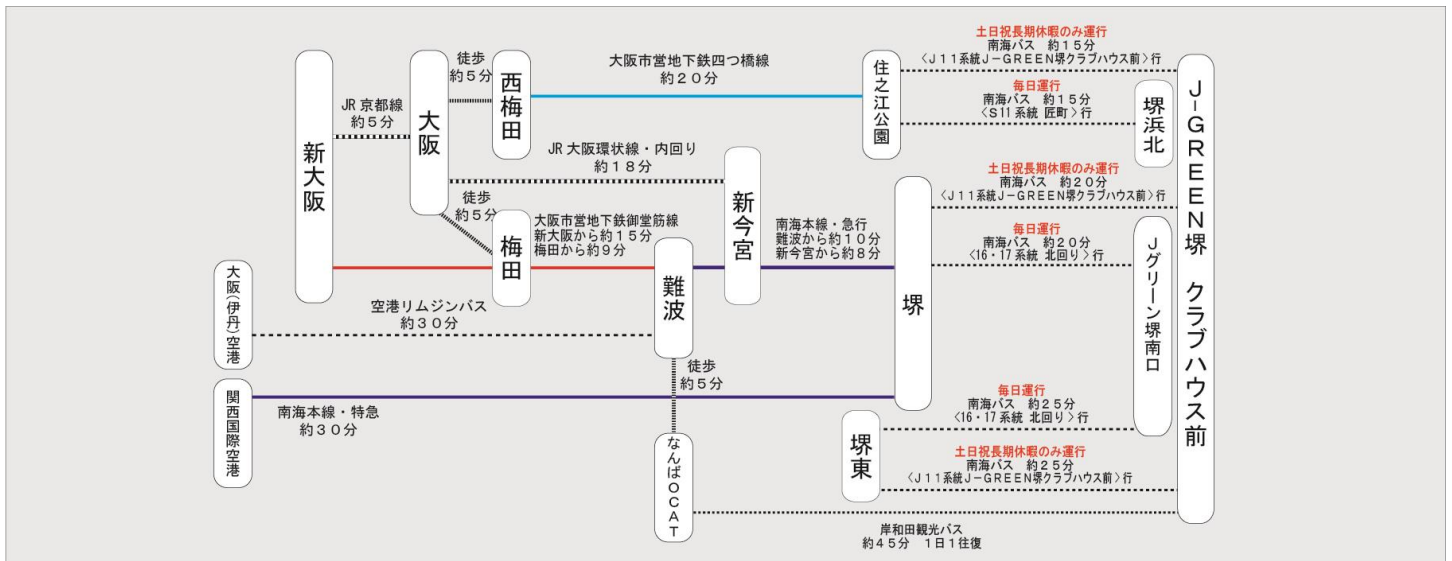 新大阪
JR 京都線
約5分
大阪
徒歩
約5分
西梅田
大阪市営地下鉄四つ橋線
約20分
住之江公園
土日祝長期休暇のみ運行
南海バス 約15分
〈J11系統J-GREEN堺クラブハウス前〉行
毎日運行
南海バス 約15分
〈S11 系統 匠町〉行
堺浜北
J-GREEN堺 クラブハウス前
JR 大阪環状線・内回り
約18分
新今宮
徒歩
約5分
梅田
大阪市営地下鉄御堂筋線
新大阪から約15分
梅田から約9分
難波
南海本線・急行
難波から約10分
新今宮から約8分
堺
土日祝長期休暇のみ運行
南海バス 約20分
〈J11系統J-GREEN堺クラブハウス前〉行
毎日運行
南海バス 約20分
〈16・17 系統 北回り〉行
Jグリーン堺南口
大阪(伊丹)空港
空港リムジンバス
約30分
徒歩
約5分
関西国際空港
南海本線・特急
約30分
なんばOCAT
堺東
毎日運行
南海バス 約25分
〈16・17 系統 北回り〉行
土日祝長期休暇のみ運行
南海バス 約25分
〈J11系統J-GREEN堺クラブハウス前〉行
岸和田観光バス
約45分 1日1往復